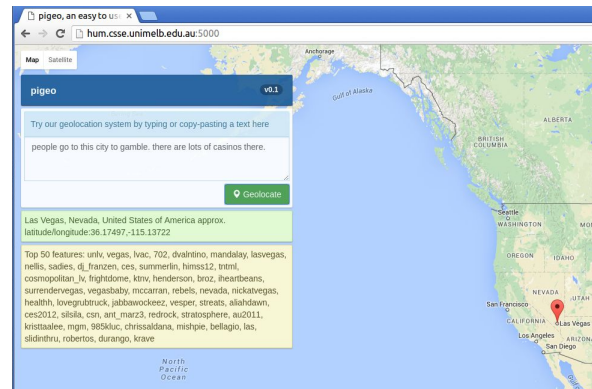 pigeo, an easy to us
hum.csse.unimelb.edu.au:5000
Map Satellite
Anchorage
Gulf of Alaska
pigeo v0.1
ALBERTA
Try our geolocation system by typing or copy-pasting a text here
BRITISH
COLUMBIA
people go to this city to gamble. there are lots of casinos there.
Geolocate
Las Vegas, Nevada, United States of America approx.
latitude/longitude:36.17497,-115.13722
Seattle
WASHINGTON
MO
Top 50 features: unlv, vegas, lvac, 702, dvalntino, mandalay, lasvegas,
nellis, sadies, dj_franzen, ces, summerlin, himss12, tntml,
cosmopolitan_lv, frightdome, ktnv, henderson, broz, iheartbeans,
surrendervegas, vegasbaby, mccarran, rebels, nevada, nickatvegas,
healthh, lovegrubtruck, jabbawockeez, vesper, streats, aliahdawn,
ces2012, silsila, csn, ant_marz3, redrock, stratosphere, au2011,
kristtaalee, mgm, 985kluc, chrissaldana, mishpie, bellagio, las,
slidinthru, robertos, durango, krave
OREGON IDAHO
NEVADA
UTAH
San Francisco
CALIFORNIA
Las Vegas
Los Angeles
ARIZON
San Diego
North
Pacific
Ocean